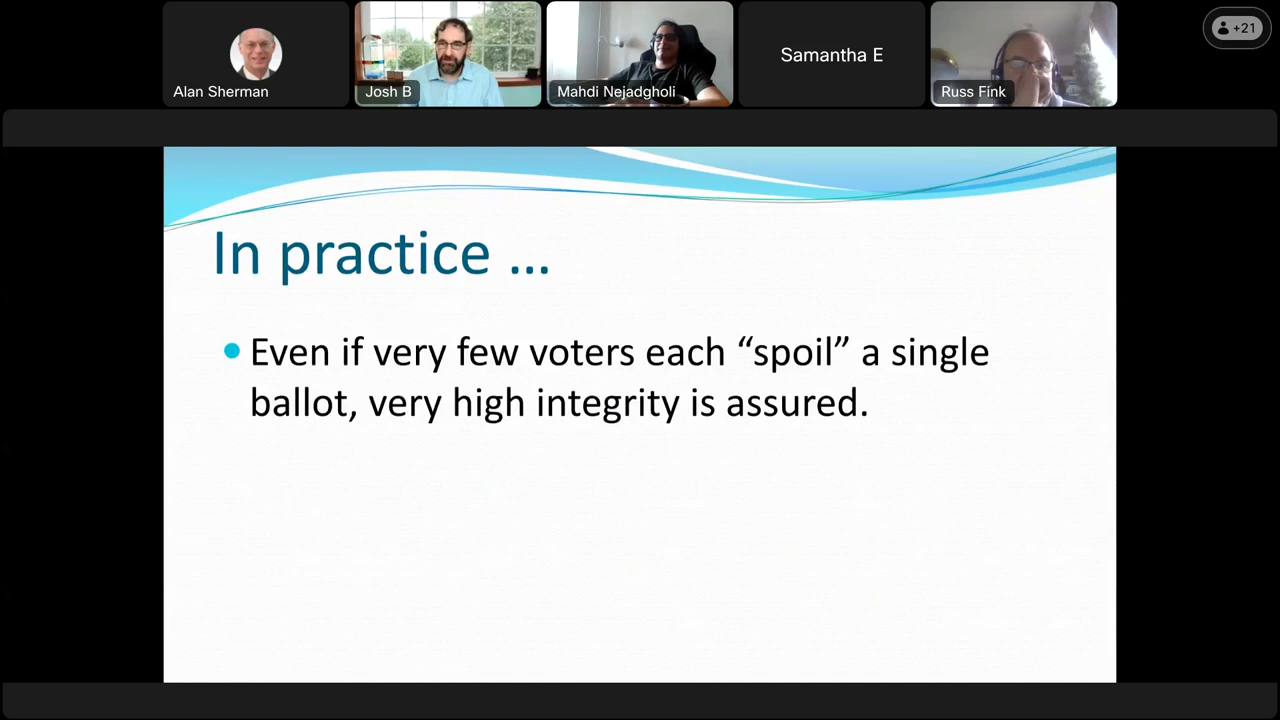 Alan Sherman
Josh B
Mahdi Nejadgholi
Samantha E
Russ Fink
+21
In practice …
• Even if very few voters each “spoil” a single
ballot, very high integrity is assured.